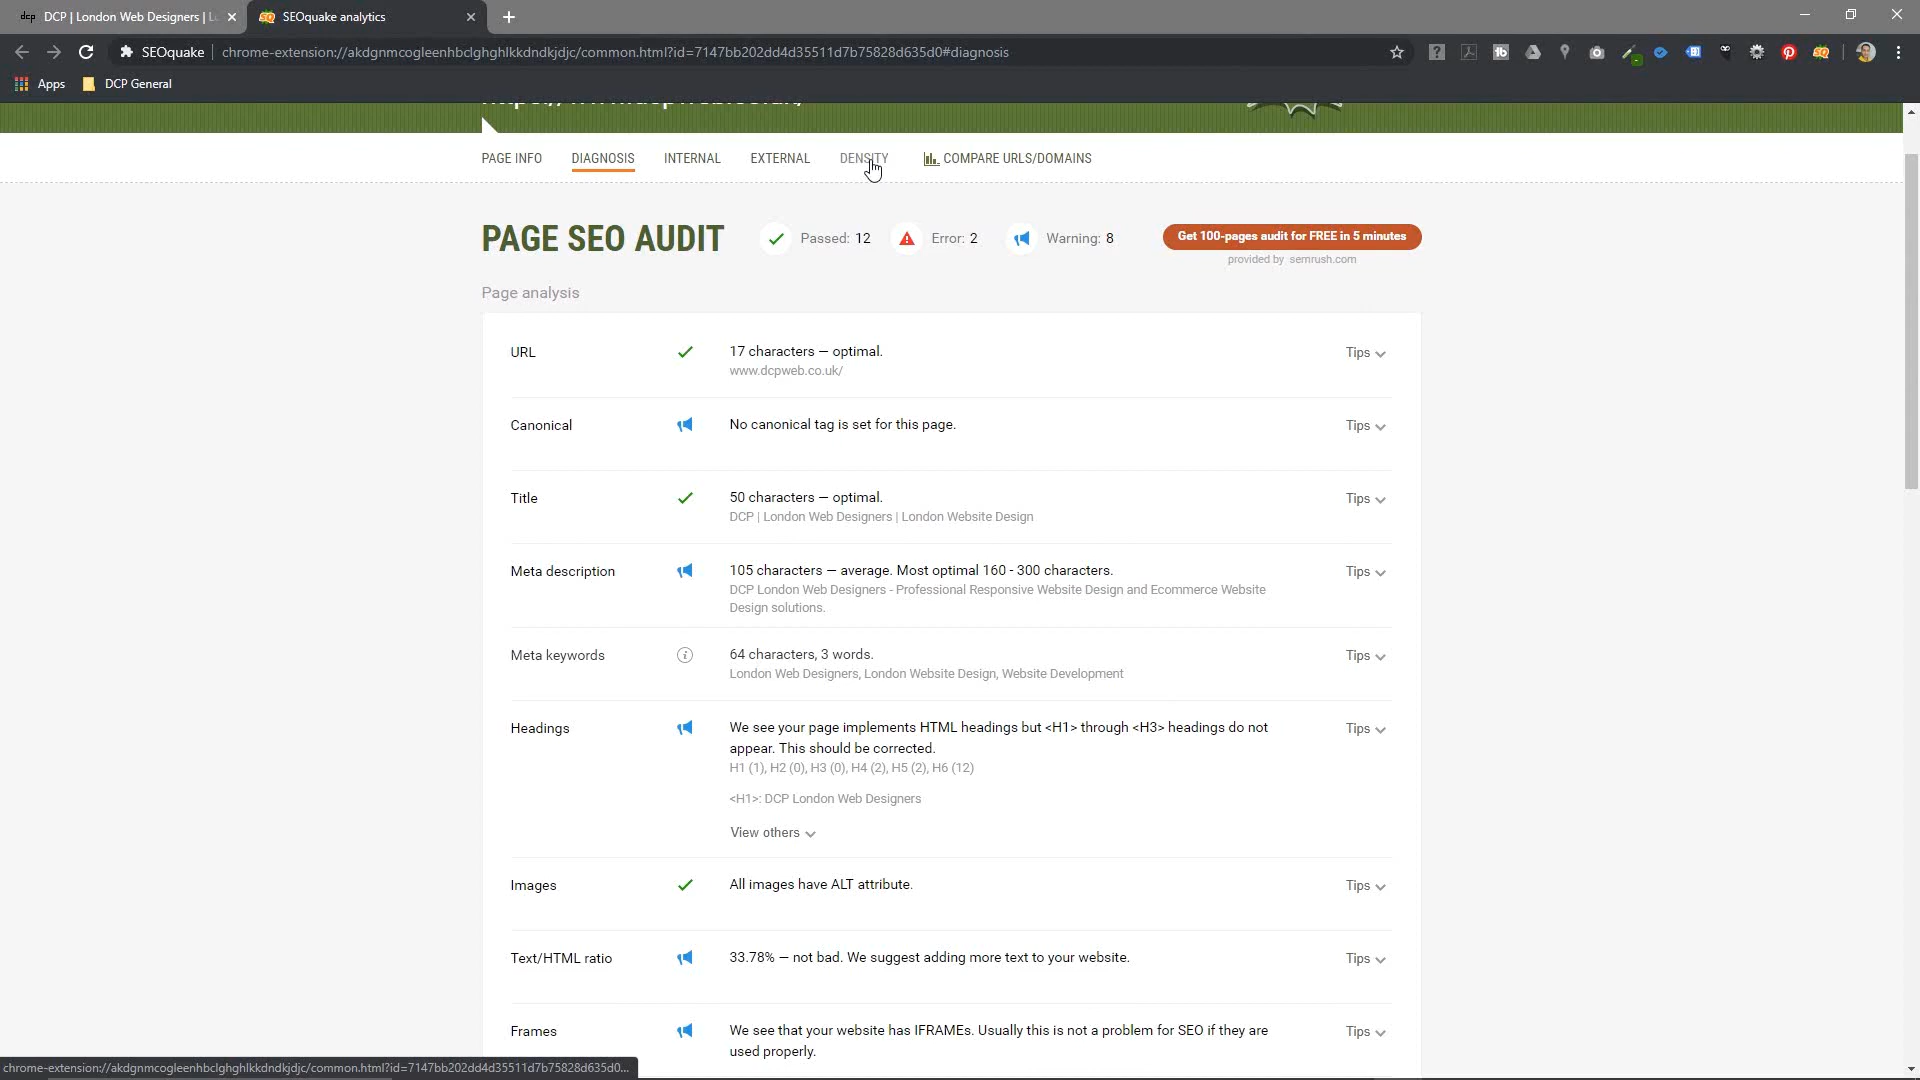 DCP | London Web Designers | L
SEOquake analytics
SEOquake
chrome-extension://akdgnmcogleenhbclghghlkkdndkjdjc/common.html?id=7147bb202dd4d35511d7b75828d635d0#diagnosis
Apps
DCP General
PAGE INFO
DIAGNOSIS
INTERNAL
EXTERNAL
DENSITY
COMPARE URLS/DOMAINS
PAGE SEO AUDIT
Passed: 12
Error: 2
Warning: 8
Get 100-pages audit for FREE in 5 minutes
provided by semrush.com
Page analysis
URL
17 characters — optimal.
Tips
www.dcpweb.co.uk/
Canonical
No canonical tag is set for this page.
Tips
Title
50 characters — optimal.
Tips
DCP | London Web Designers | London Website Design
Meta description
105 characters — average. Most optimal 160 - 300 characters.
Tips
DCP London Web Designers - Professional Responsive Website Design and Ecommerce Website
Design solutions.
Meta keywords
64 characters, 3 words.
Tips
London Web Designers, London Website Design, Website Development
Headings
We see your page implements HTML headings but <H1> through <H3> headings do not
Tips
appear. This should be corrected.
H1 (1), H2 (0), H3 (0), H4 (2), H5 (2), H6 (12)
<H1>: DCP London Web Designers
View others
Images
All images have ALT attribute.
Tips
Text/HTML ratio
33.78% — not bad. We suggest adding more text to your website.
Tips
Frames
We see that your website has IFRAMEs. Usually this is not a problem for SEO if they are
Tips
used properly.
chrome-extension://akdgnmcogleenhbclghghlkkdndkjdjc/common.html?id=7147bb202dd4d35511d7b75828d635d0...